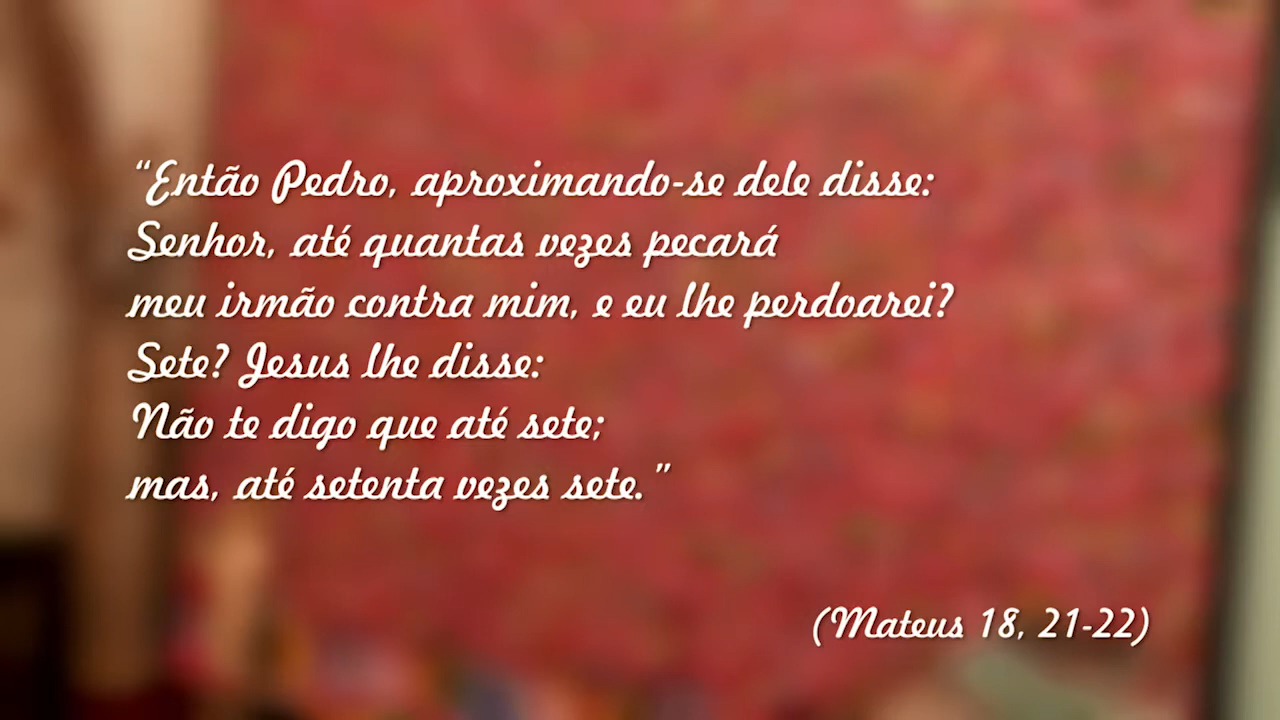 “Então Pedro, aproximando-se dele disse:
Senhor, até quantas vezes pecará
meu irmão contra mim, e eu lhe perdoarei?
Sete? Jesus lhe disse:
Não te digo que até sete;
mas, até setenta vezes sete.”
(Mateus 18, 21-22)